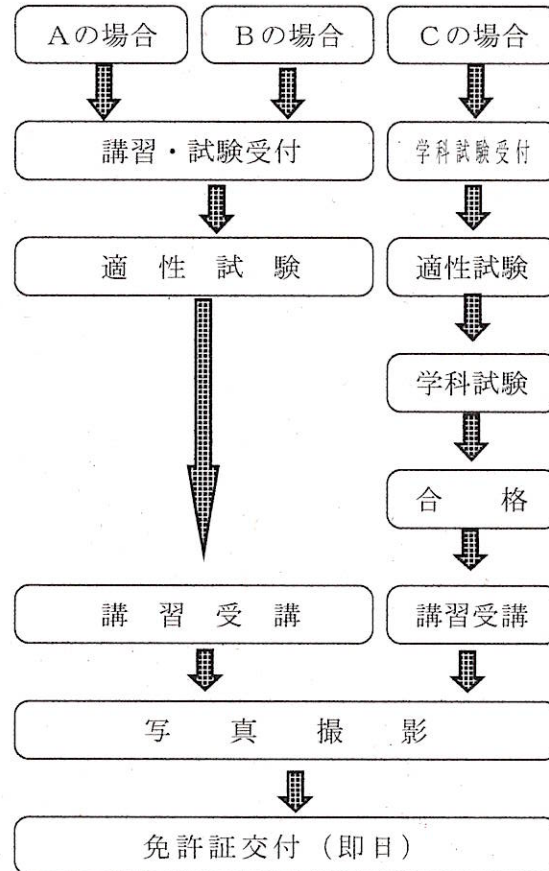 Aの場合
Bの場合
Cの場合
講習・試験受付
学科試験受付
適性試験
適性試験
学科試験
合格
講習受講
講習受講
写真撮影
免許証交付(即日)